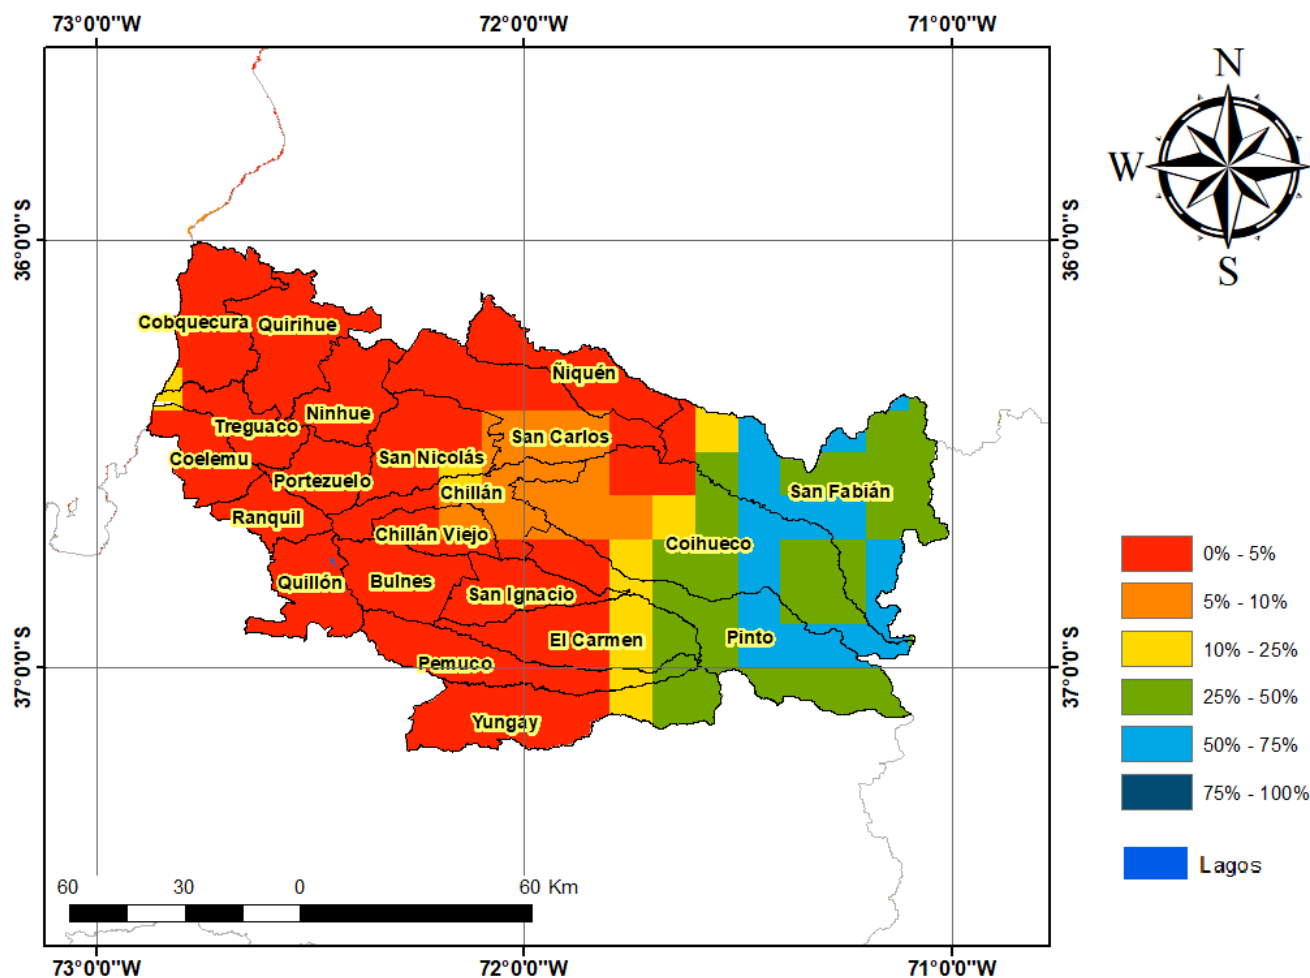 73°0'0"W
72°0'0"W
71°0'0"W
N
W
S
36°0'0"S
36°0'0"S
Cobquecura
Quirihue
Ñiquén
Ninhue
Treguaco
San Carlos
Coelemu
San Nicolás
Portezuelo
Chillán
San Fabián
Ranquil
Chillán Viejo
Coihueco
Quillón
Bulnes
San Ignacio
El Carmen
Pinto
Pemuco
Yungay
37°0'0"S
37°0'0"S
0% - 5%
5% - 10%
10% - 25%
25% - 50%
50% - 75%
75% - 100%
Lagos
60 30 0 60 Km
73°0'0"W
72°0'0"W
71°0'0"W